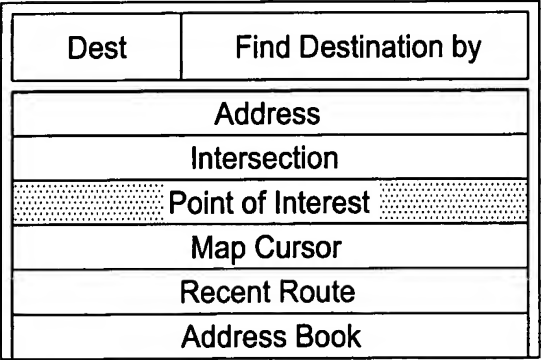 Dest Find Destination by
Address
Intersection
Point of Interest
Map Cursor
Recent Route
Address Book